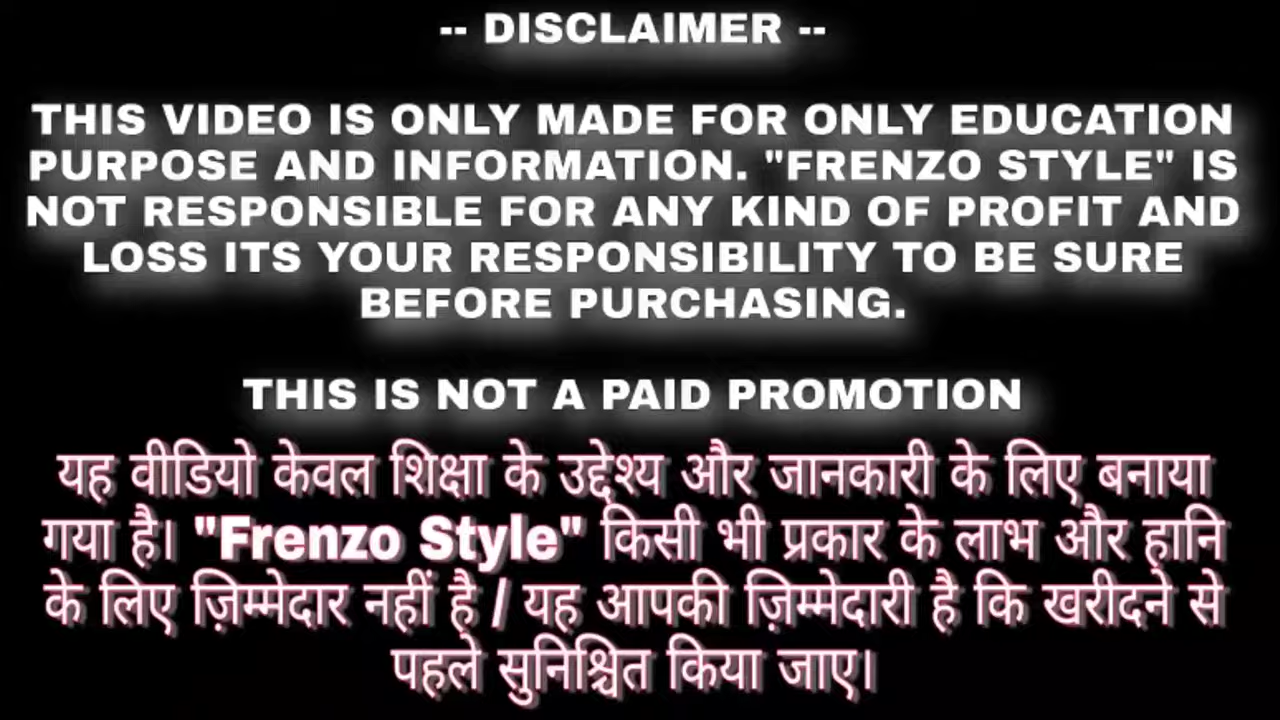 -- DISCLAIMER --
THIS VIDEO IS ONLY MADE FOR ONLY EDUCATION
PURPOSE AND INFORMATION. "FRENZO STYLE" IS
NOT RESPONSIBLE FOR ANY KIND OF PROFIT AND
LOSS ITS YOUR RESPONSIBILITY TO BE SURE
BEFORE PURCHASING.
THIS IS NOT A PAID PROMOTION
यह वीडियो केवल शिक्षा के उद्देश्य और जानकारी के लिए बनाया
गया है। "Frenzo Style" किसी भी प्रकार के लाभ और हानि
के लिए ज़िम्मेदार नहीं है / यह आपकी ज़िम्मेदारी है कि खरीदने से
पहले सुनिश्चित किया जाए।